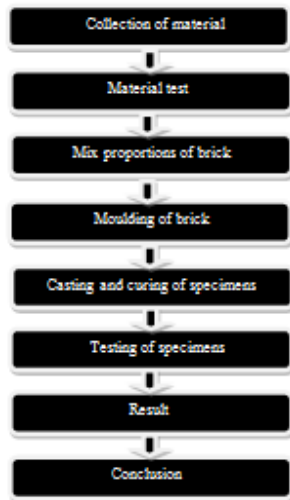 Collection of material
Material test
Mix proportions of brick
Moulding of brick
Casting and curing of specimens
Testing of specimens
Result
Conclusion